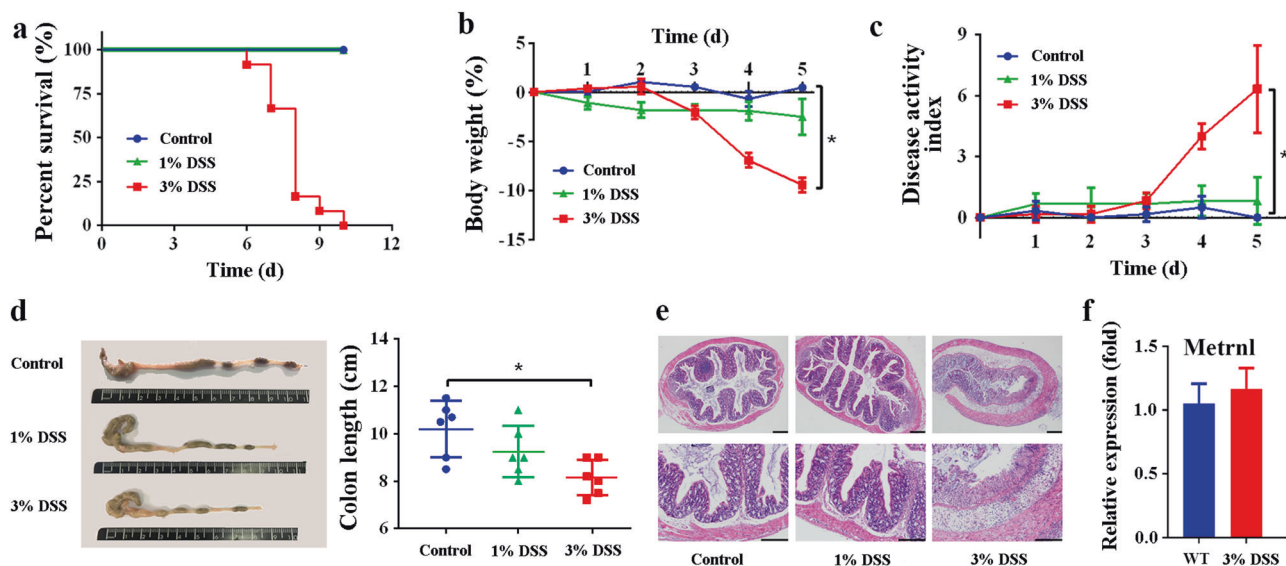 a
Percent survival (%)
100
75
50
25
0
0
3
6
9
12
Time (d)
Control
1% DSS
3% DSS
b
Time (d)
1
2
3
4
5
Body weight (%)
5
0
-5
-10
-15
Control
1% DSS
3% DSS
*
c
Disease activity
index
9
6
3
0
1
2
3
4
5
Time (d)
Control
1% DSS
3% DSS
*
d
Control
1% DSS
3% DSS
Colon length (cm)
12
10
8
6
*
Control
1% DSS
3% DSS
e
Control
1% DSS
3% DSS
f
Relative expression (fold)
1.5
1.0
0.5
0.0
Metrnl
WT
3% DSS